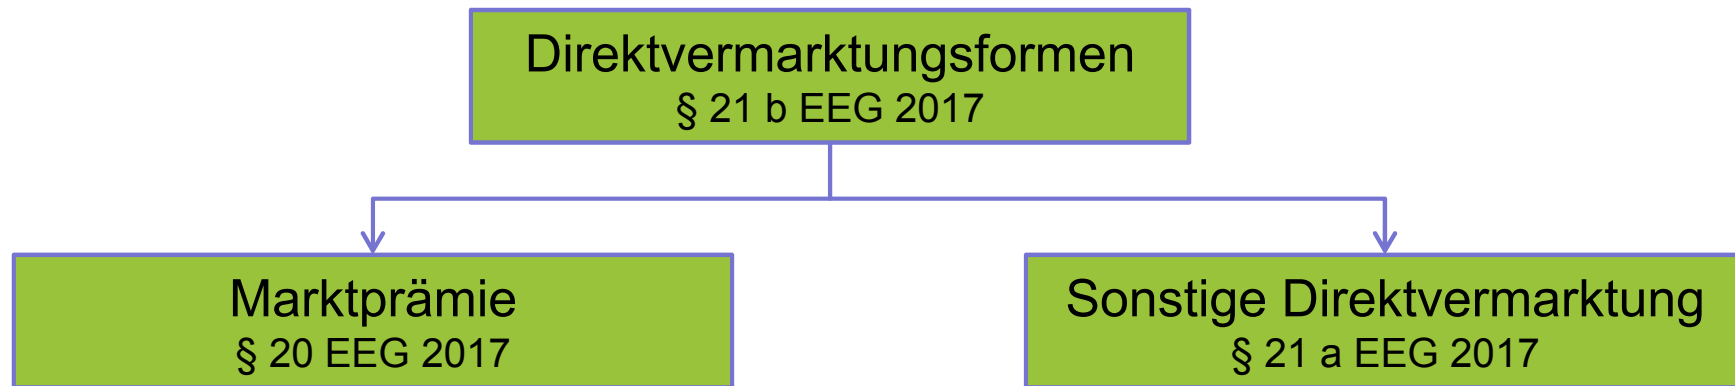 Direktvermarktungsformen
§ 21 b EEG 2017
Marktprämie
§ 20 EEG 2017
Sonstige Direktvermarktung
§ 21 a EEG 2017